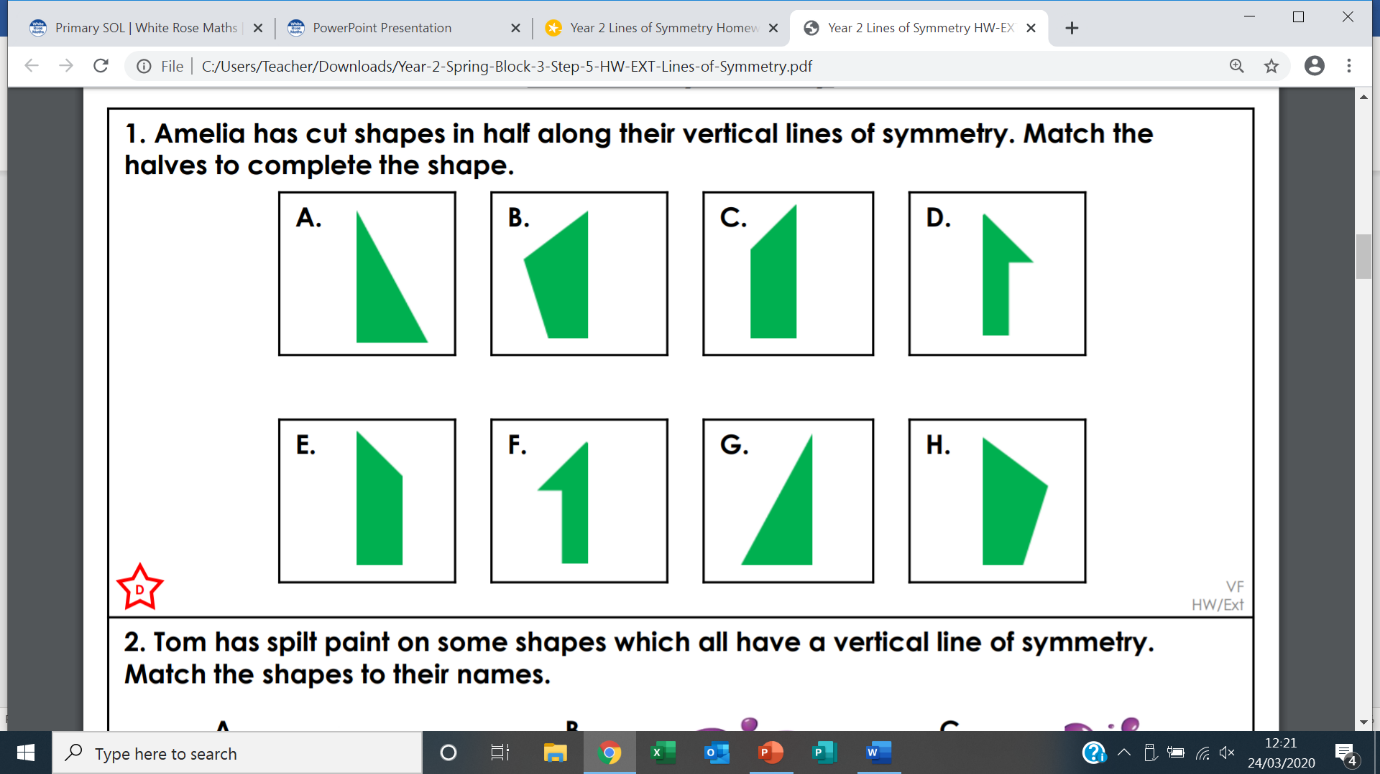 Primary SOL | White Rose Maths
PowerPoint Presentation
Year 2 Lines of Symmetry Homew
Year 2 Lines of Symmetry HW-EX
File | C:/Users/Teacher/Downloads/Year-2-Spring-Block-3-Step-5-HW-EXT-Lines-of-Symmetry.pdf
1. Amelia has cut shapes in half along their vertical lines of symmetry. Match the
halves to complete the shape.
A. B. C. D.
E. F. G. H.
D
VF
HW/Ext
2. Tom has spilt paint on some shapes which all have a vertical line of symmetry.
Match the shapes to their names.
A B C
Type here to search
12:21
24/03/2020
4